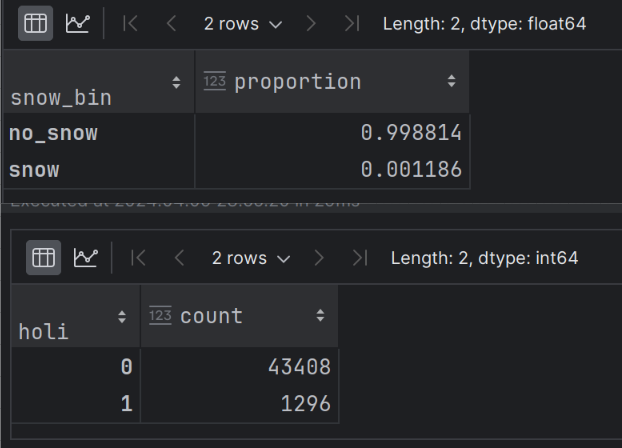 2 rows Length: 2, dtype: float64
snow_bin 123 proportion
no_snow 0.998814
snow 0.001186
2 rows Length: 2, dtype: int64
holi 123 count
0 43408
1 1296